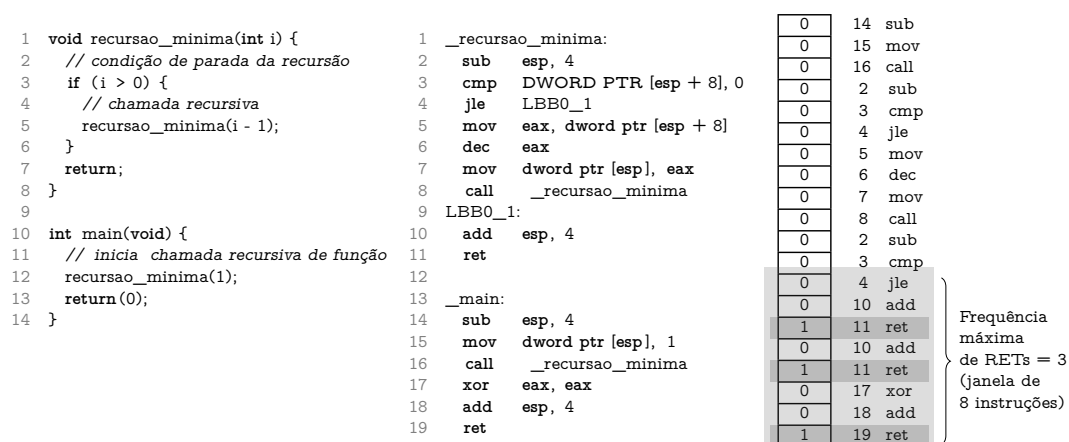 1 void recursao_minima(int i) {
2 // condição de parada da recursão
3 if (i > 0) {
4 // chamada recursiva
5 recursao_minima(i - 1);
6 }
7 return;
8 }
9
10 int main(void) {
11 // inicia chamada recursiva de função
12 recursao_minima(1);
13 return(0);
14 }
1 _recursao_minima:
2 sub esp, 4
3 cmp DWORD PTR [esp + 8], 0
4 jle LBB0_1
5 mov eax, dword ptr [esp + 8]
6 dec eax
7 mov dword ptr [esp], eax
8 call _recursao_minima
9 LBB0_1:
10 add esp, 4
11 ret
12
13 _main:
14 sub esp, 4
15 mov dword ptr [esp], 1
16 call _recursao_minima
17 xor eax, eax
18 add esp, 4
19 ret
0 14 sub
0 15 mov
0 16 call
0 2 sub
0 3 cmp
0 4 jle
0 5 mov
0 6 dec
0 7 mov
0 8 call
0 2 sub
0 3 cmp
0 4 jle
0 10 add
1 11 ret
0 10 add
1 11 ret
0 17 xor
0 18 add
1 19 ret
Frequência
máxima
de RETs = 3
(janela de
8 instruções)